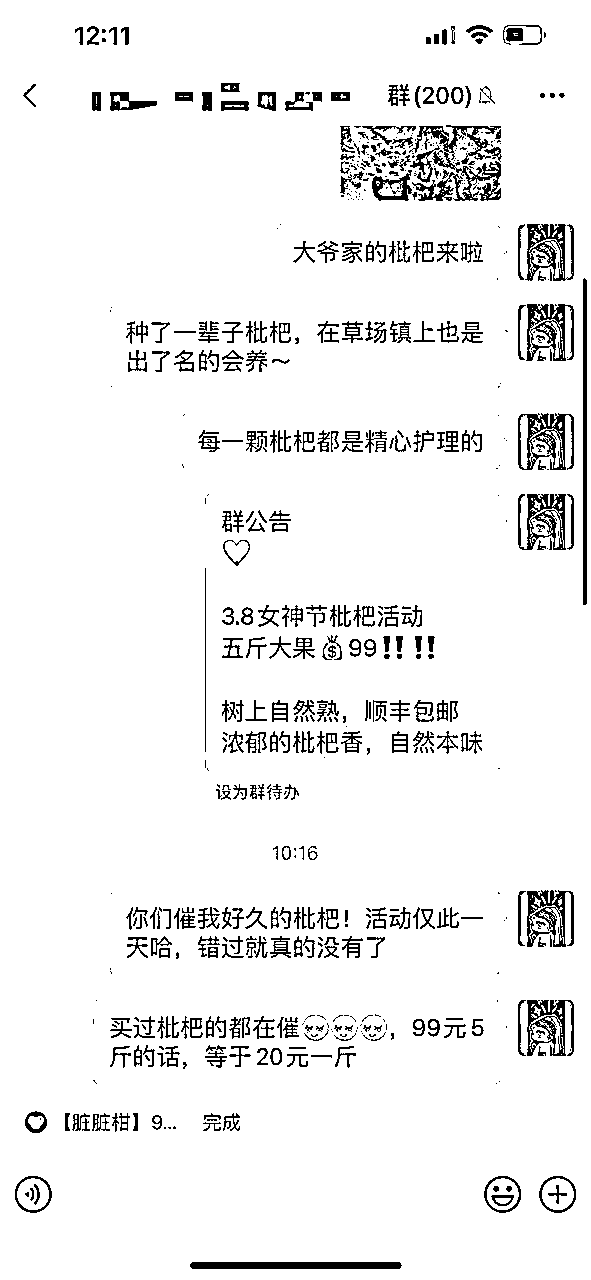 12:11
群(200)
大爷家的枇杷来啦
种了一辈子枇杷，在草场镇上也是
出了名的会养～
每一颗枇杷都是精心护理的
群公告
♡
3.8女神节枇杷活动
五斤大果💰99‼️‼️
树上自然熟，顺丰包邮
浓郁的枇杷香，自然本味
设为群待办
10:16
你们催我好久的枇杷！活动仅此一
天哈，错过就真的没有了
买过枇杷的都在催，99元5
斤的话，等于20元一斤
【脏脏柑】9... 完成